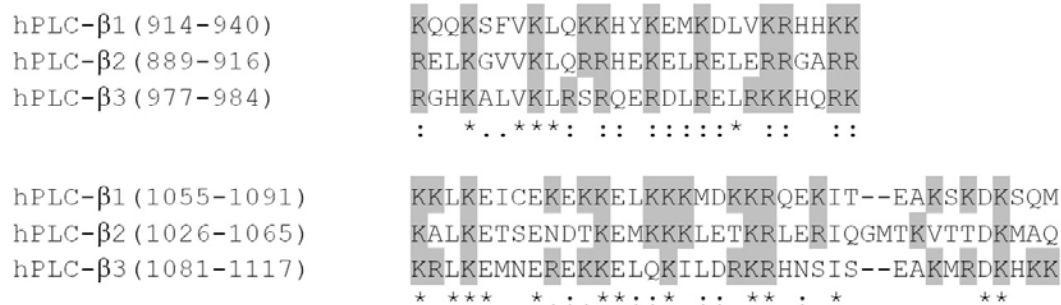 hPLC-β1(914-940) KQQKSFVKLQKKHYKEMKDLVKRHHKK
hPLC-β2(889-916) RELKGVVKLQRRHEKELRELERRGARR
hPLC-β3(977-984) RGHKALVKLRSRQERDLRELRKKHQRK
: *..***: :: :::::* :: ::
hPLC-β1(1055-1091) KKLKEICEKEKKELKKKMDKKRQEKIT--EAKSKDKSQM
hPLC-β2(1026-1065) KALKETSENDTKEMKKKLETKRLERIQGMTKVTTDKMAQ
hPLC-β3(1081-1117) KRLKEMNEREKKELQKILDRKRHNSIS--EAKMRDKHKK
* *** *:.:**::* :: ** : * **